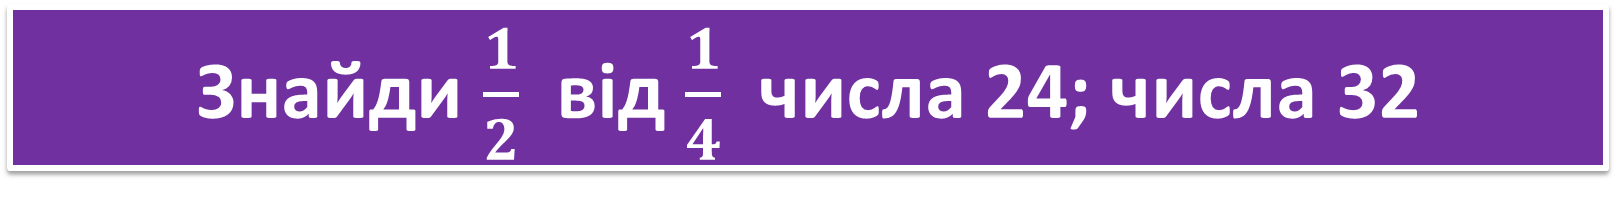 Знайди 1/2 від 1/4 числа 24; числа 32